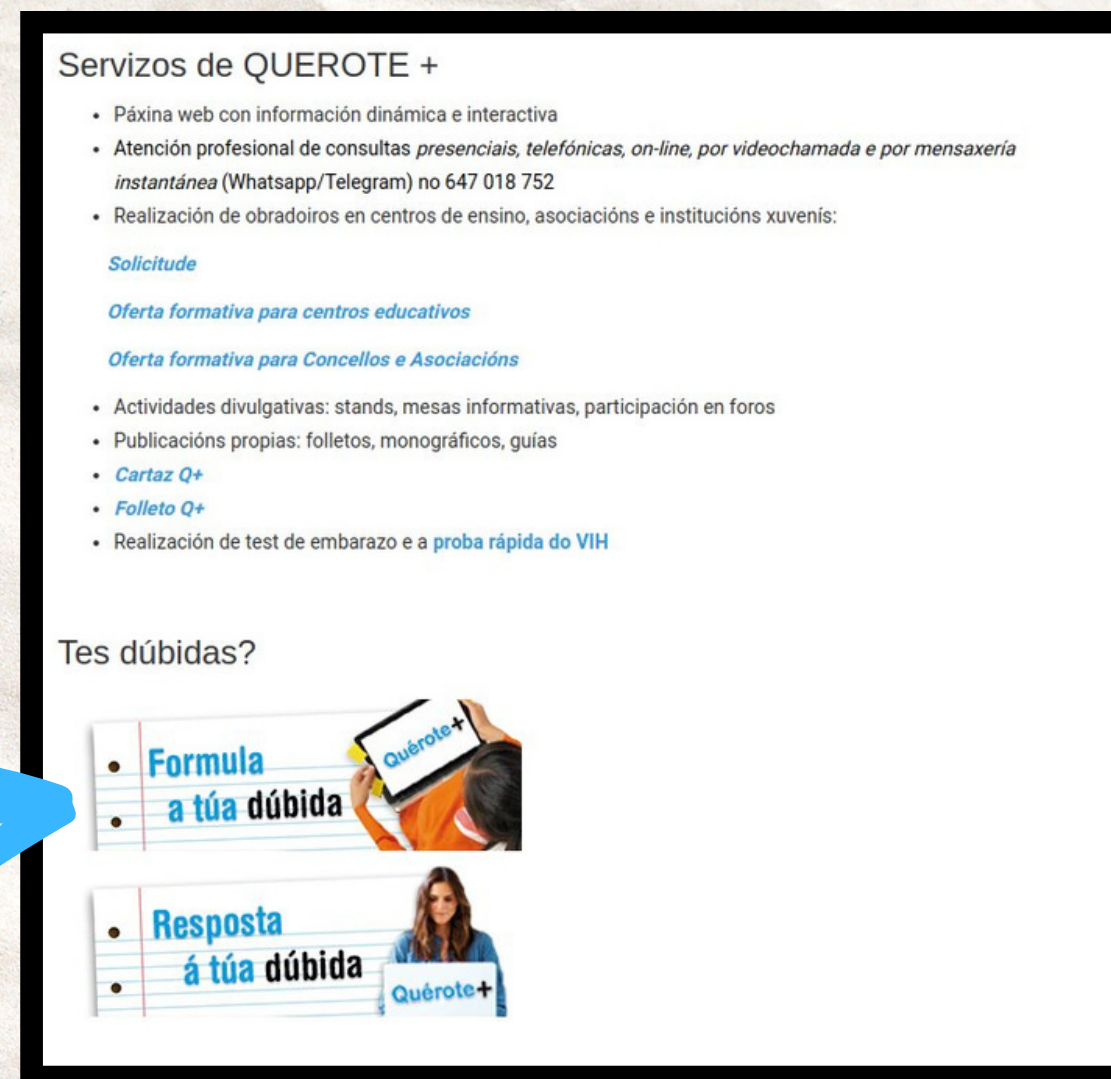 Servizos de QUEROTE +
• Páxina web con información dinámica e interactiva
• Atención profesional de consultas presenciais, telefónicas, on-line, por videochamada e por mensaxería
instantánea (Whatsapp/Telegram) no 647 018 752
• Realización de obradoiros en centros de ensino, asociacións e institucións xuvenís:
Solicitude
Oferta formativa para centros educativos
Oferta formativa para Concellos e Asociacións
• Actividades divulgativas: stands, mesas informativas, participación en foros
• Publicacións propias: folletos, monográficos, guías
• Cartaz Q+
• Folleto Q+
• Realización de test de embarazo e a proba rápida do VIH
Tes dúbidas?
Formula
a túa dúbida
Quérote+
Resposta
á túa dúbida
Quérote+